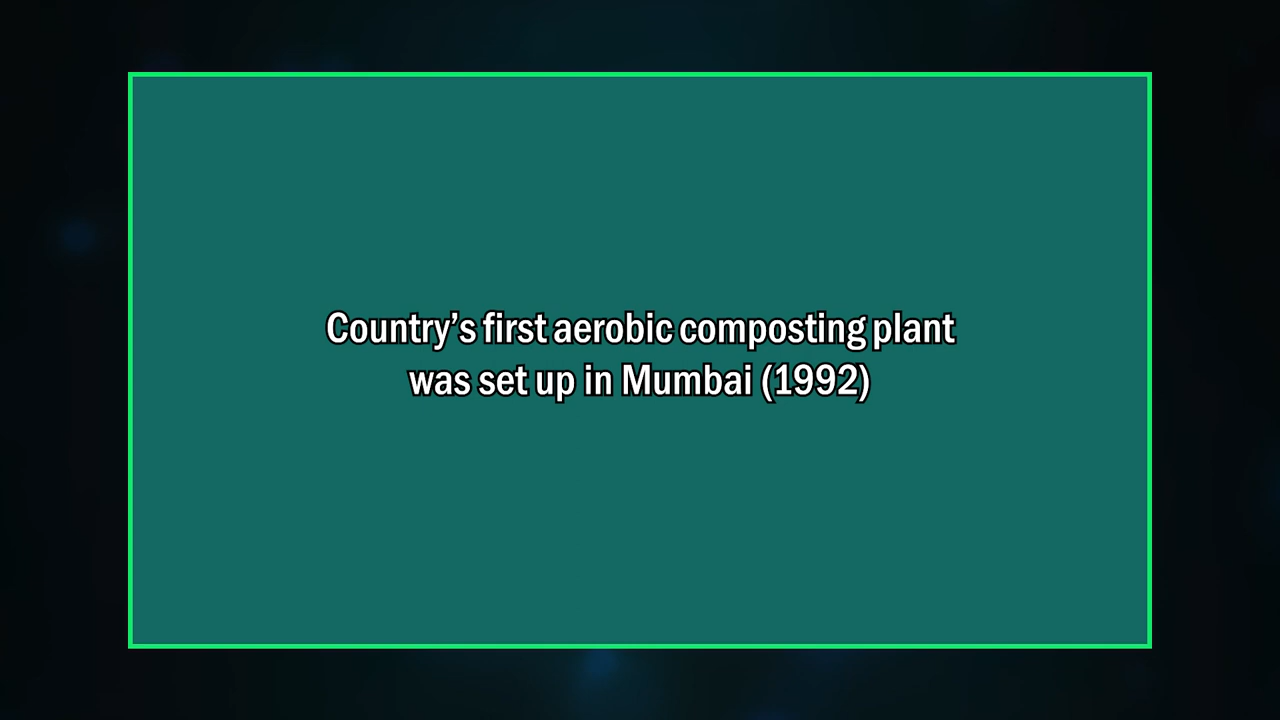 Country’s first aerobic composting plant
was set up in Mumbai (1992)